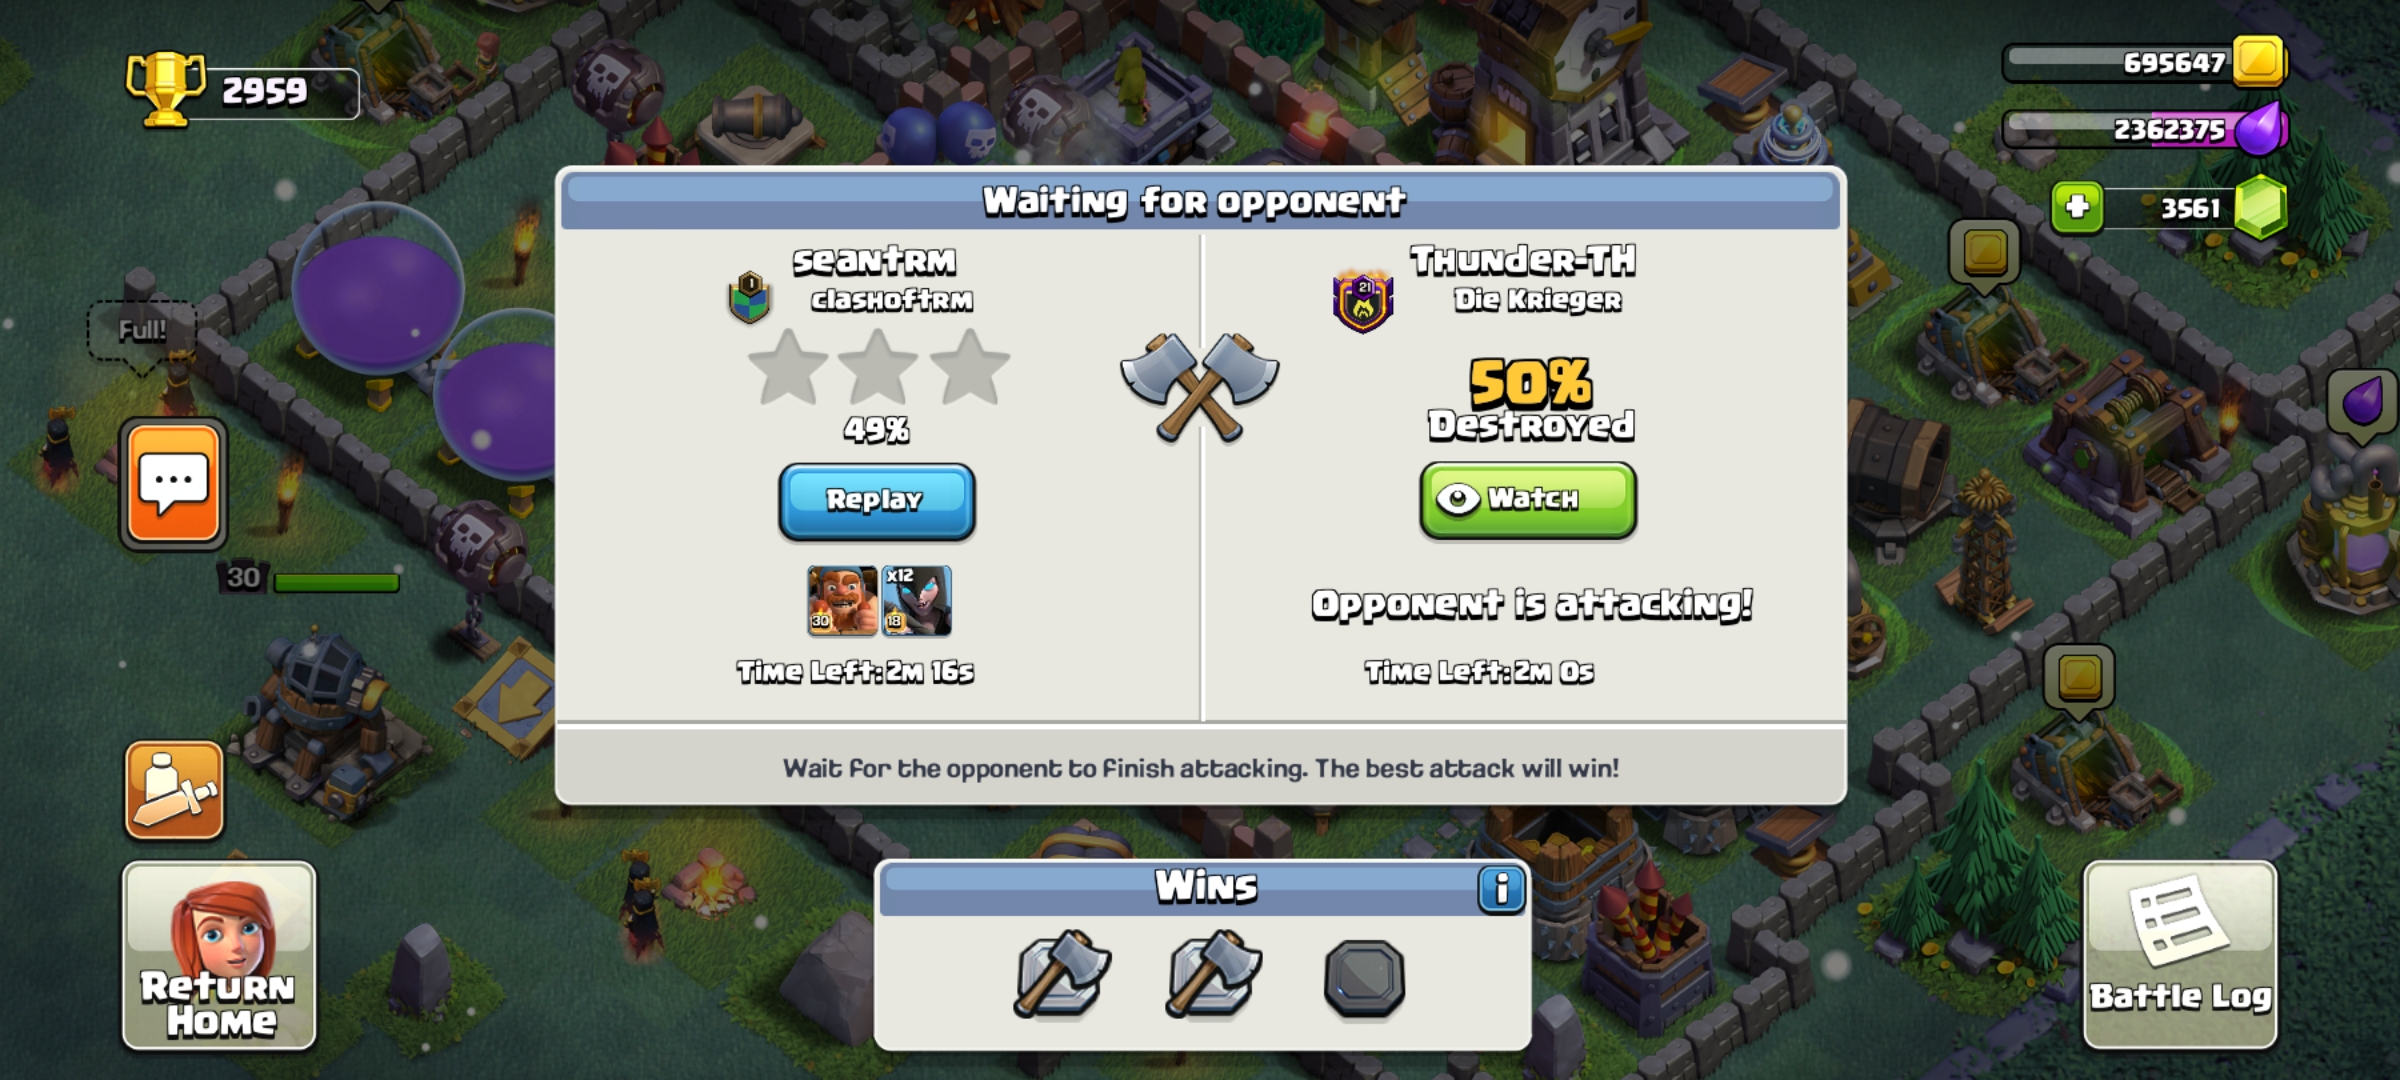 2959
695647
2362375
3561
Full!
30
Waiting for opponent
seantrm
clashoftrm
1
49%
Replay
x12
30
18
Time Left:2m 16s
Thunder-TH
Die Krieger
21
50%
Destroyed
Watch
Opponent is attacking!
Time Left:2m 0s
Wait for the opponent to finish attacking. The best attack will win!
Wins
i
Return
Home
Battle Log
VIII